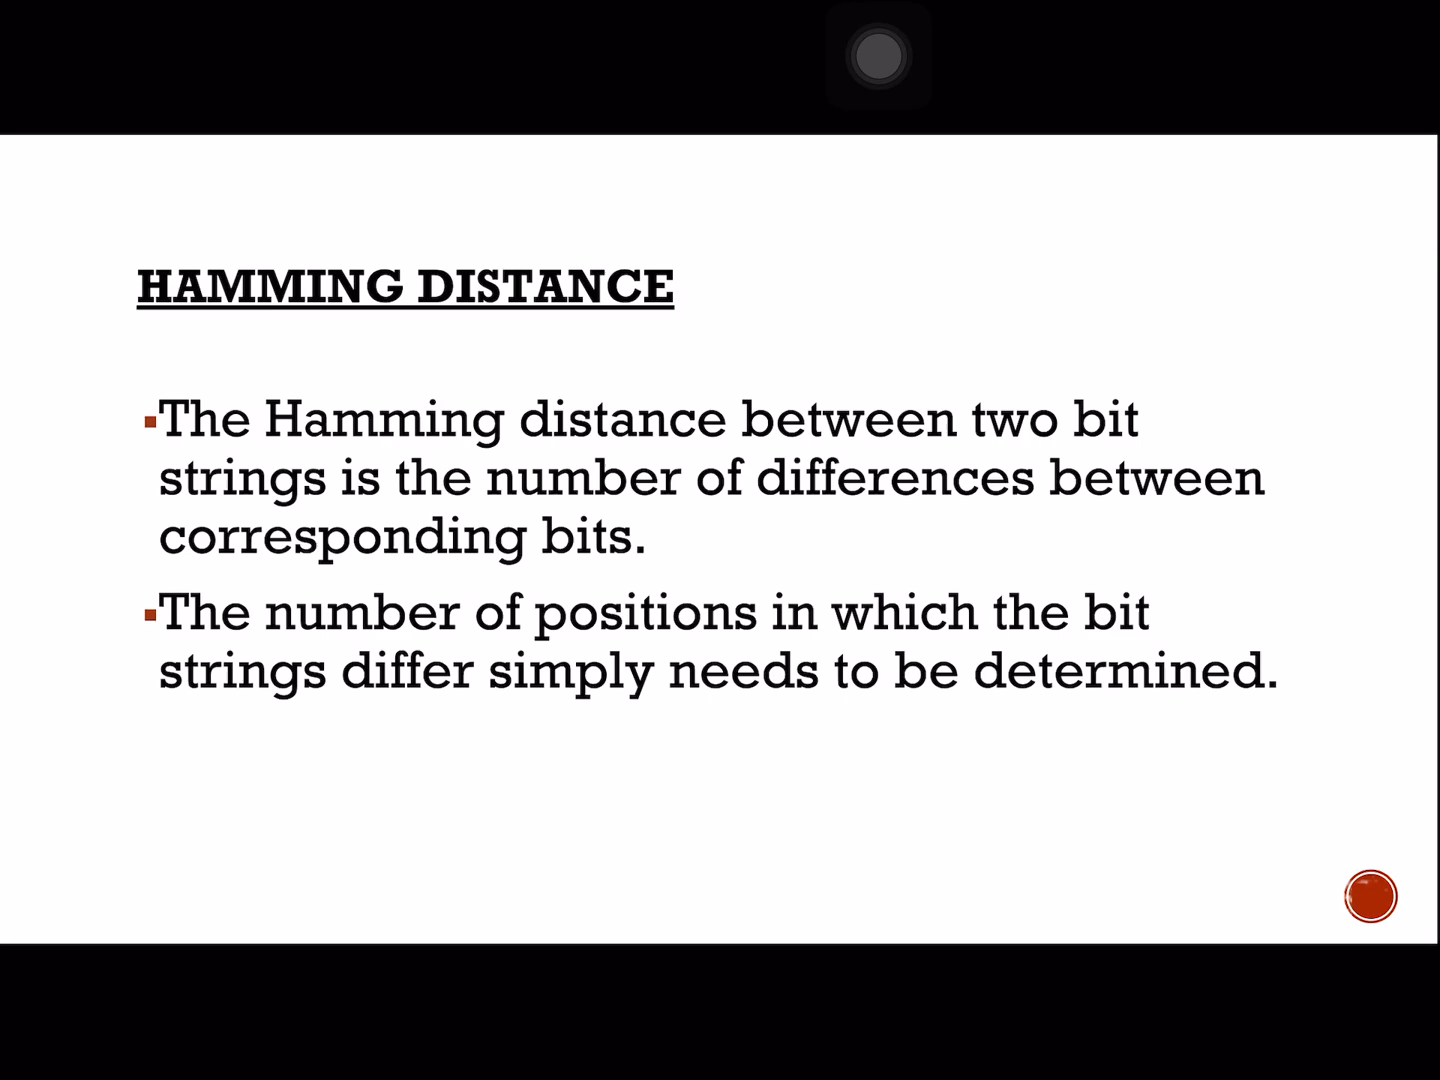 HAMMING DISTANCE
▪The Hamming distance between two bit
strings is the number of differences between
corresponding bits.
▪The number of positions in which the bit
strings differ simply needs to be determined.